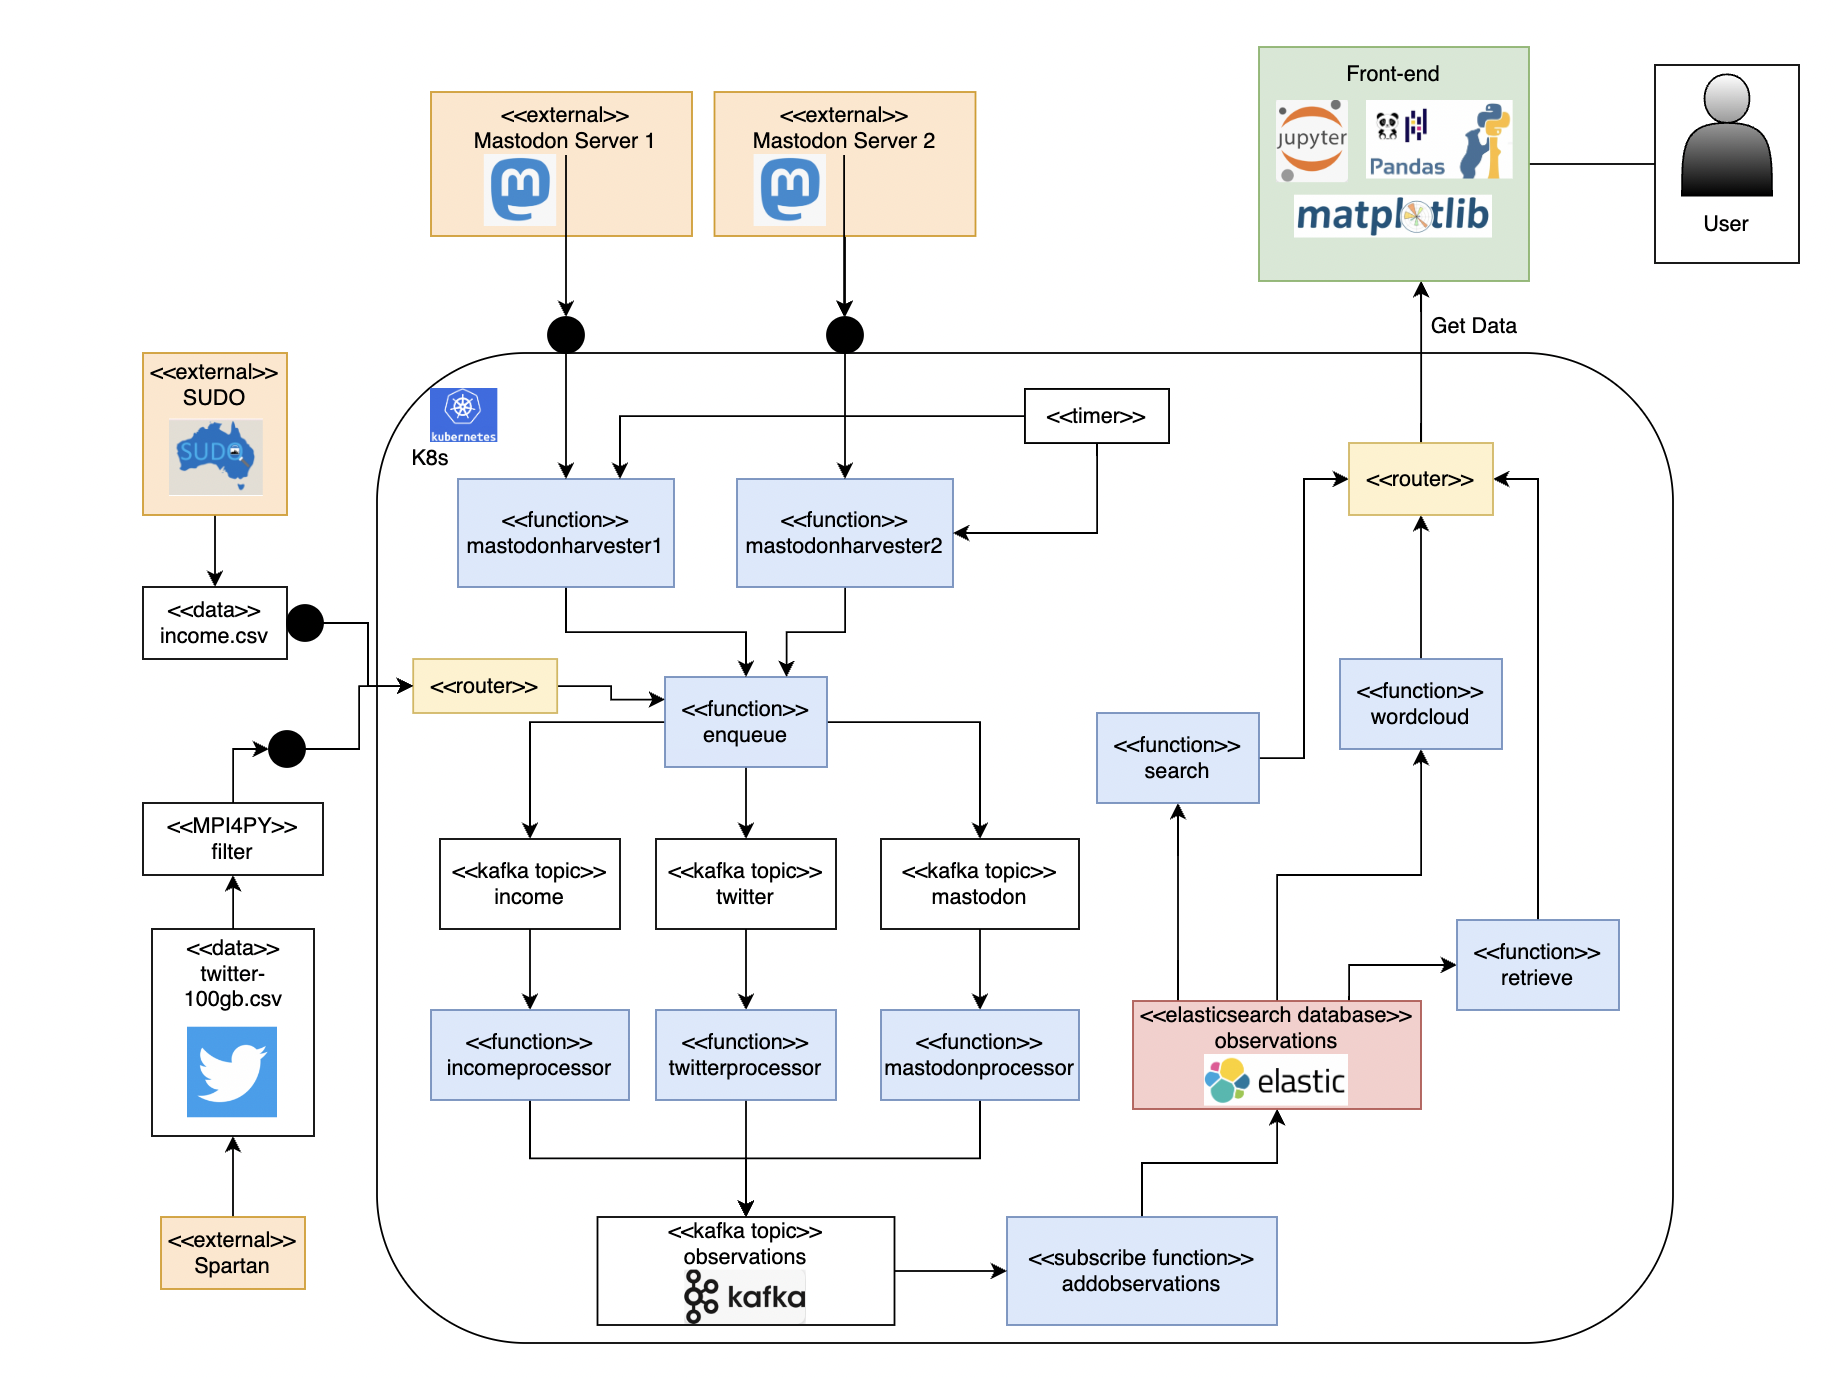 <<external>>
Mastodon Server 1
<<external>>
Mastodon Server 2
Front-end
jupyter
Pandas
matplotlib
User
Get Data
<<external>>
SUDO
SUDO
kubernetes
K8s
<<timer>>
<<router>>
<<function>>
mastodonharvester1
<<function>>
mastodonharvester2
<<data>>
income.csv
<<router>>
<<function>>
enqueue
<<function>>
wordcloud
<<function>>
search
<<MPI4PY>>
filter
<<kafka topic>>
income
<<kafka topic>>
twitter
<<kafka topic>>
mastodon
<<data>>
twitter-
100gb.csv
<<function>>
retrieve
<<function>>
incomeprocessor
<<function>>
twitterprocessor
<<function>>
mastodonprocessor
<<elasticsearch database>>
observations
elastic
<<external>>
Spartan
<<kafka topic>>
observations
kafka
<<subscribe function>>
addobservations